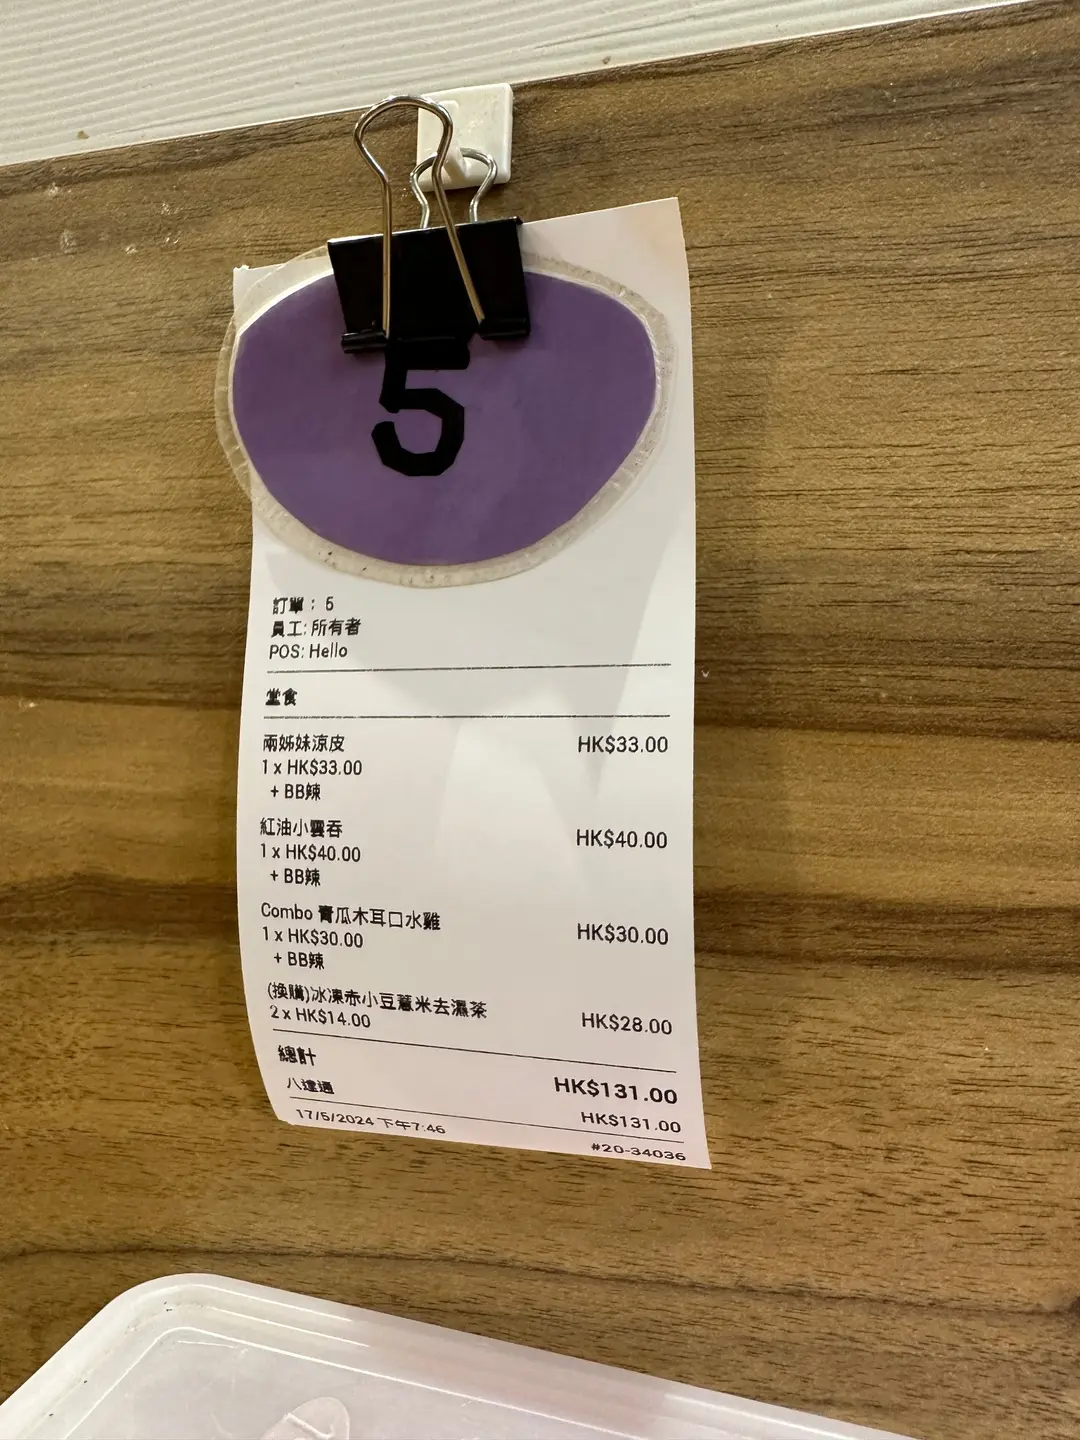 5
訂單： 5
員工: 所有者
POS: Hello
堂食
兩姊妹涼皮 HK$33.00
1 x HK$33.00
+ BB辣
紅油小雲吞 HK$40.00
1 x HK$40.00
+ BB辣
Combo 青瓜木耳口水雞 HK$30.00
1 x HK$30.00
+ BB辣
(換購)冰凍赤小豆薏米去濕茶 HK$28.00
2 x HK$14.00
總計 HK$131.00
八達通 HK$131.00
17/5/2024 下午7:46 #20-34036